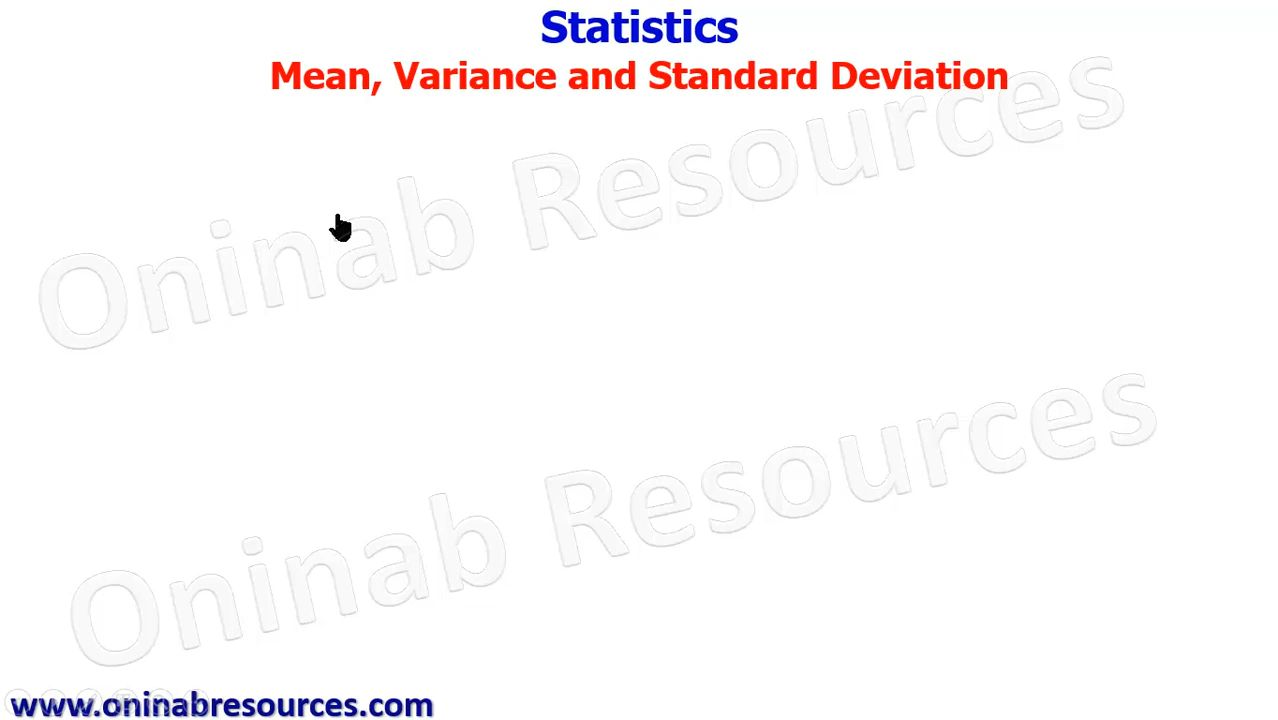 Statistics
Mean, Variance and Standard Deviation
Oninab Resources
Oninab Resources
www.oninabresources.com